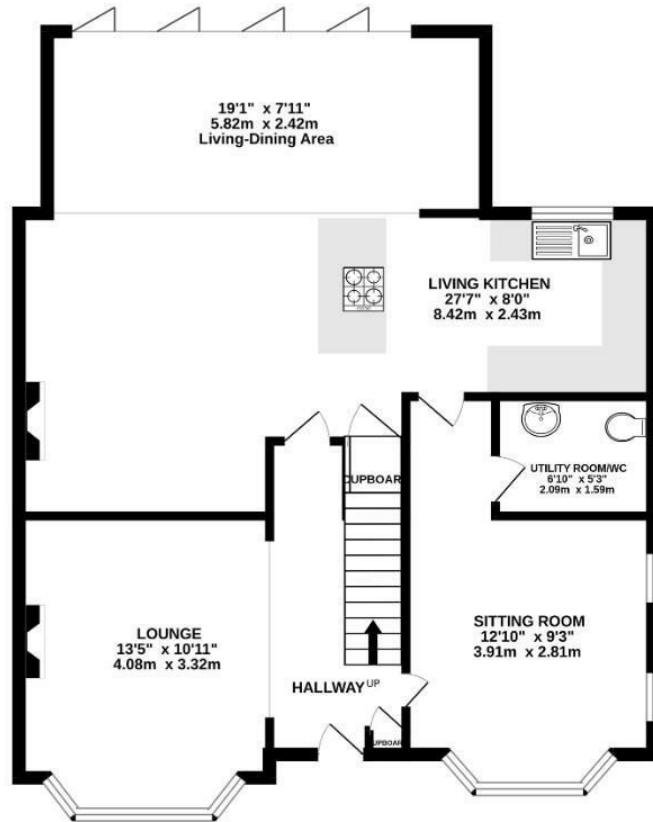 19'1" x 7'11"
5.82m x 2.42m
Living-Dining Area
LIVING KITCHEN
27'7" x 8'0"
8.42m x 2.43m
CUPBOARD
UTILITY ROOM/WC
6'10" x 5'3"
2.09m x 1.59m
LOUNGE
13'5" x 10'11"
4.08m x 3.32m
SITTING ROOM
12'10" x 9'3"
3.91m x 2.81m
HALLWAY
UP
CUPBOARD